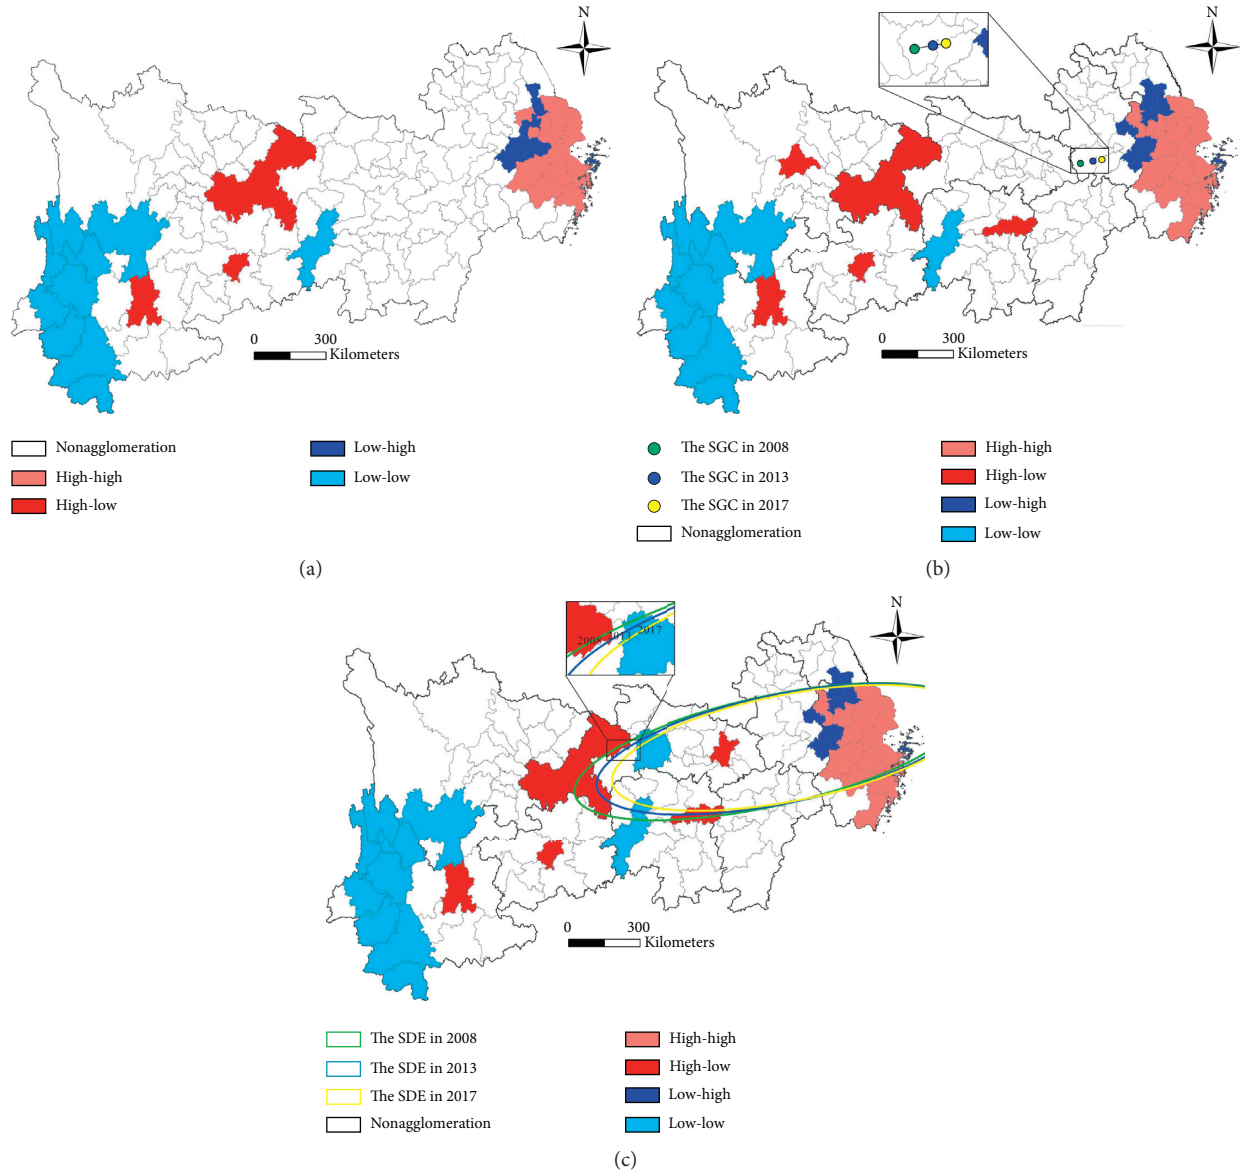 N
0 300
Kilometers
Nonagglomeration
High-high
High-low
Low-high
Low-low
(a)
N
0 300
Kilometers
The SGC in 2008
The SGC in 2013
The SGC in 2017
Nonagglomeration
High-high
High-low
Low-high
Low-low
(b)
2008 2013 2017
N
0 300
Kilometers
The SDE in 2008
The SDE in 2013
The SDE in 2017
Nonagglomeration
High-high
High-low
Low-high
Low-low
(c)